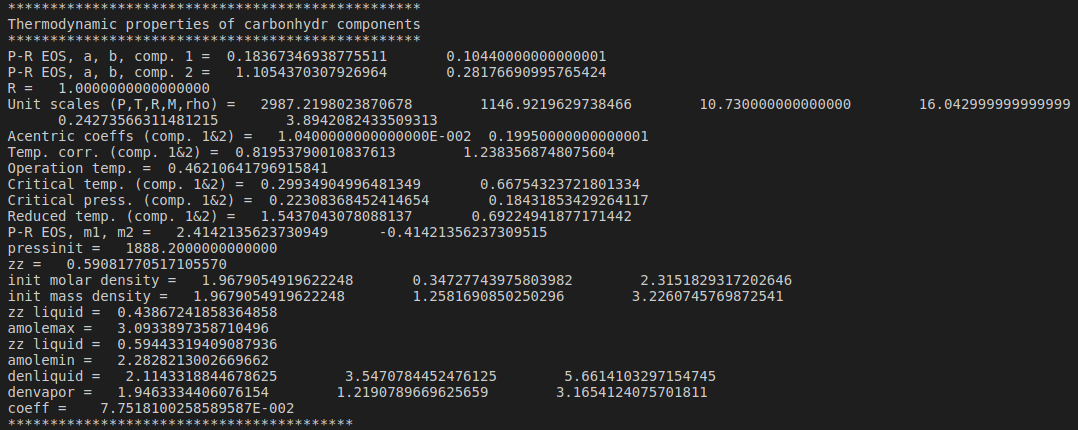 *************************************************
Thermodynamic properties of carbonhydr components
*************************************************
P-R EOS, a, b, comp. 1 =  0.18367346938775511       0.10440000000000001
P-R EOS, a, b, comp. 2 =   1.1054370307926964       0.28176690995765424
R =   1.0000000000000000
Unit scales (P,T,R,M,rho) =   2987.2198023870678        1146.9219629738466       10.730000000000000       16.042999999999999
      0.24273566311481215        3.8942082433509313
Acentric coeffs (comp. 1&2) =   1.0400000000000000E-002  0.19950000000000001
Temp. corr. (comp. 1&2) =  0.81953790010837613        1.2383568748075604
Operation temp. =  0.46210641796915841
Critical temp. (comp. 1&2) =  0.29934904996481349       0.66754323721801334
Critical press. (comp. 1&2) =  0.22308368452414654       0.18431853429264117
Reduced temp. (comp. 1&2) =   1.5437043078088137       0.69224941877171442
P-R EOS, m1, m2 =   2.4142135623730949      -0.41421356237309515
pressinit =   1888.2000000000000
zz =  0.59081770517105570
init molar density =   1.9679054919622248       0.34727743975803982        2.3151829317202646
init mass density =   1.9679054919622248        1.2581690850250296        3.2260745769872541
zz liquid =  0.43867241858364858
amolemax =   3.0933897358710496
zz liquid =  0.59443319409087936
amolemin =   2.2828213002669662
denliquid =   2.1143318844678625        3.5470784452476125        5.6614103297154745
denvapor =   1.9463334406076154        1.2190789669625659        3.1654124075701811
coeff =    7.7518100258589587E-002
*****************************************